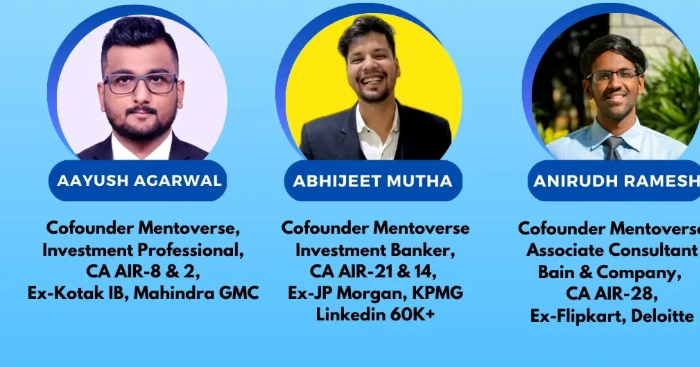 AAYUSH AGARWAL
Cofounder Mentoverse,
Investment Professional,
CA AIR-8 & 2,
Ex-Kotak IB, Mahindra GMC
ABHIJEET MUTHA
Cofounder Mentoverse
Investment Banker,
CA AIR-21 & 14,
Ex-JP Morgan, KPMG
Linkedin 60K+
ANIRUDH RAMESH
Cofounder Mentoverse
Associate Consultant
Bain & Company,
CA AIR-28,
Ex-Flipkart, Deloitte